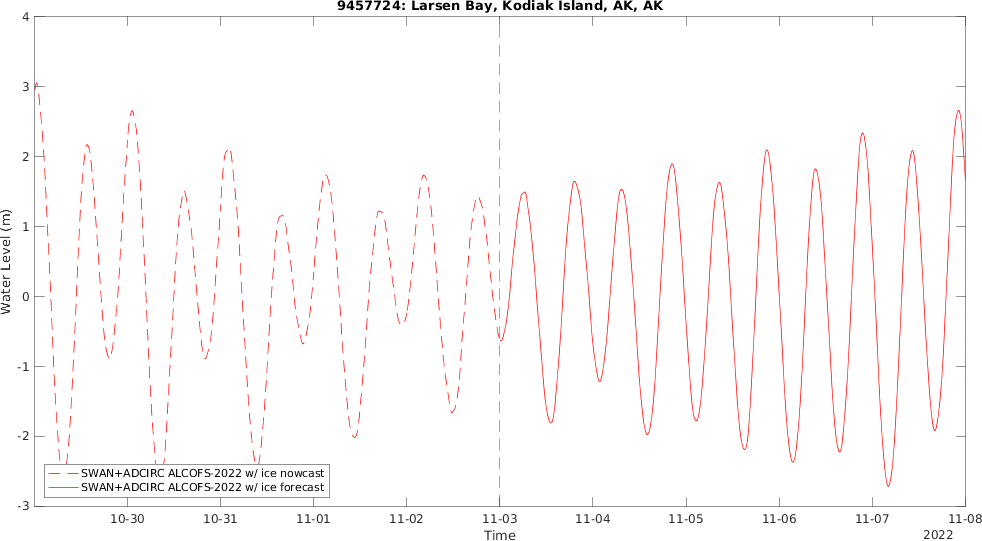 9457724: Larsen Bay, Kodiak Island, AK, AK
4
3
2
1
0
-1
-2
-3
Water Level (m)
SWAN+ADCIRC ALCOFS-2022 w/ ice nowcast
SWAN+ADCIRC ALCOFS-2022 w/ ice forecast
10-30 10-31 11-01 11-02 11-03 11-04 11-05 11-06 11-07 11-08
Time
2022